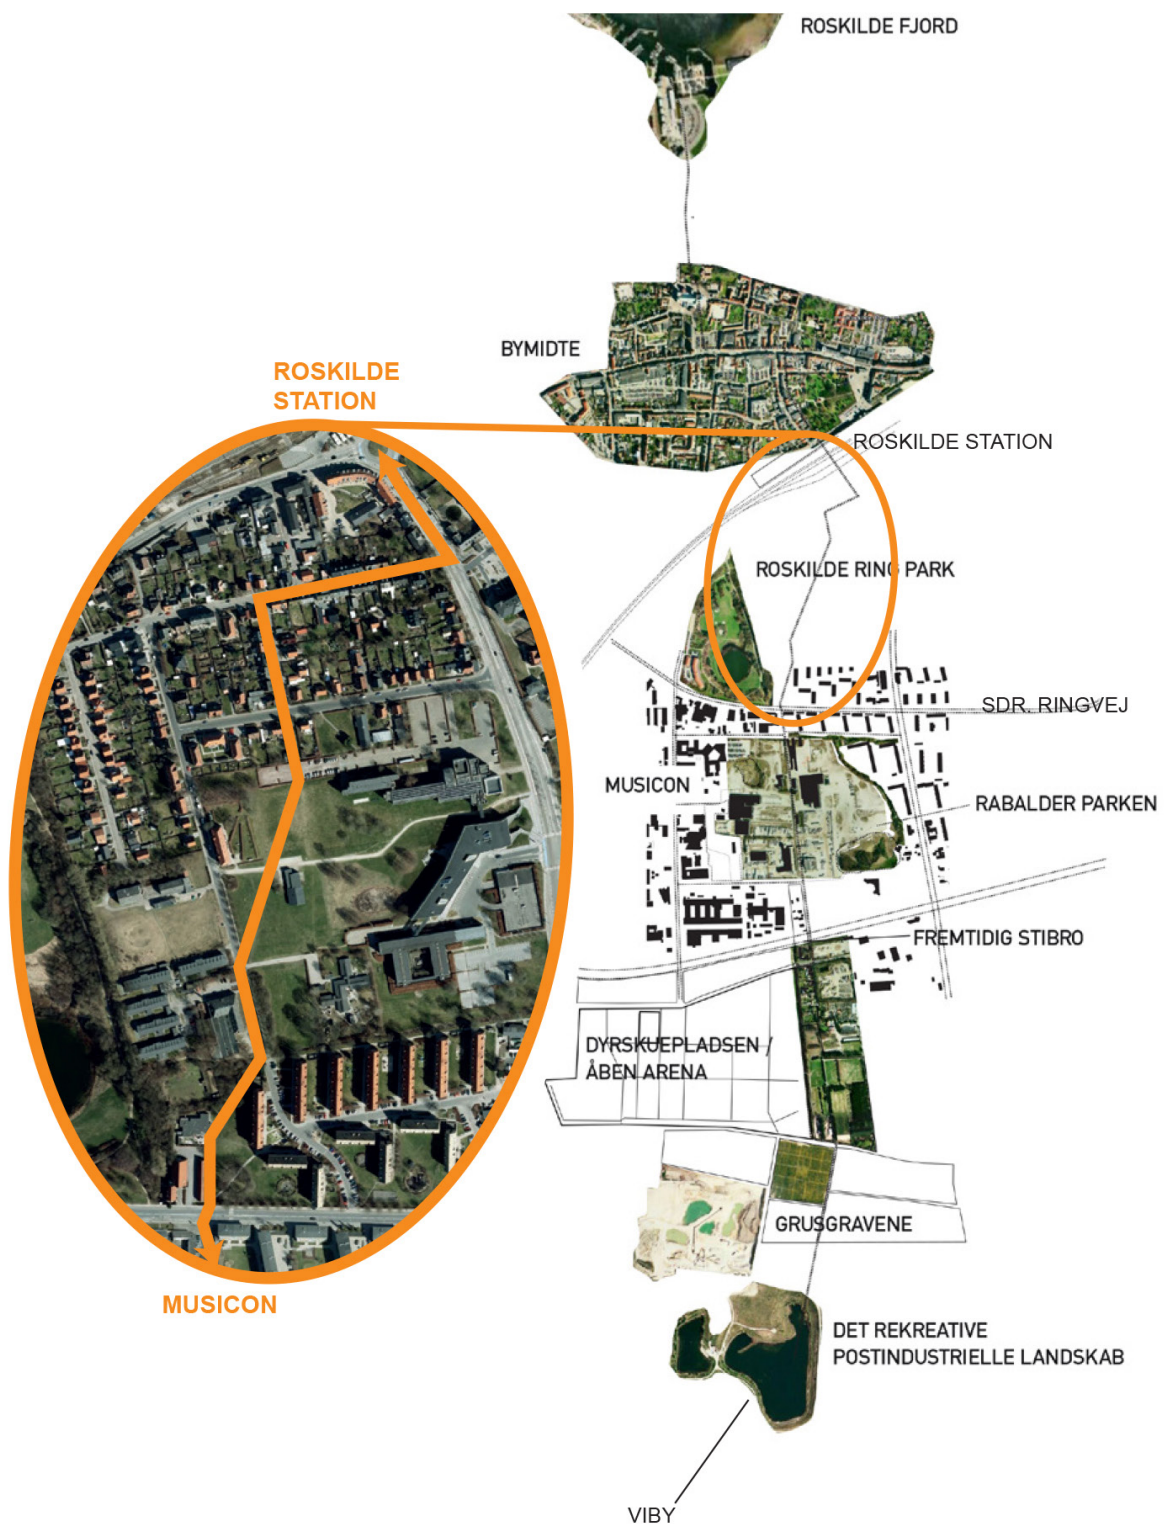 ROSKILDE FJORD
BYMIDTE
ROSKILDE
STATION
ROSKILDE STATION
ROSKILDE RING PARK
SDR. RINGVEJ
MUSICON
RABALDER PARKEN
FREMTIDIG STIBRO
DYRSKUEPLADSEN /
ÅBEN ARENA
GRUSGRAVENE
MUSICON
DET REKREATIVE
POSTINDUSTRIELLE LANDSKAB
VIBY